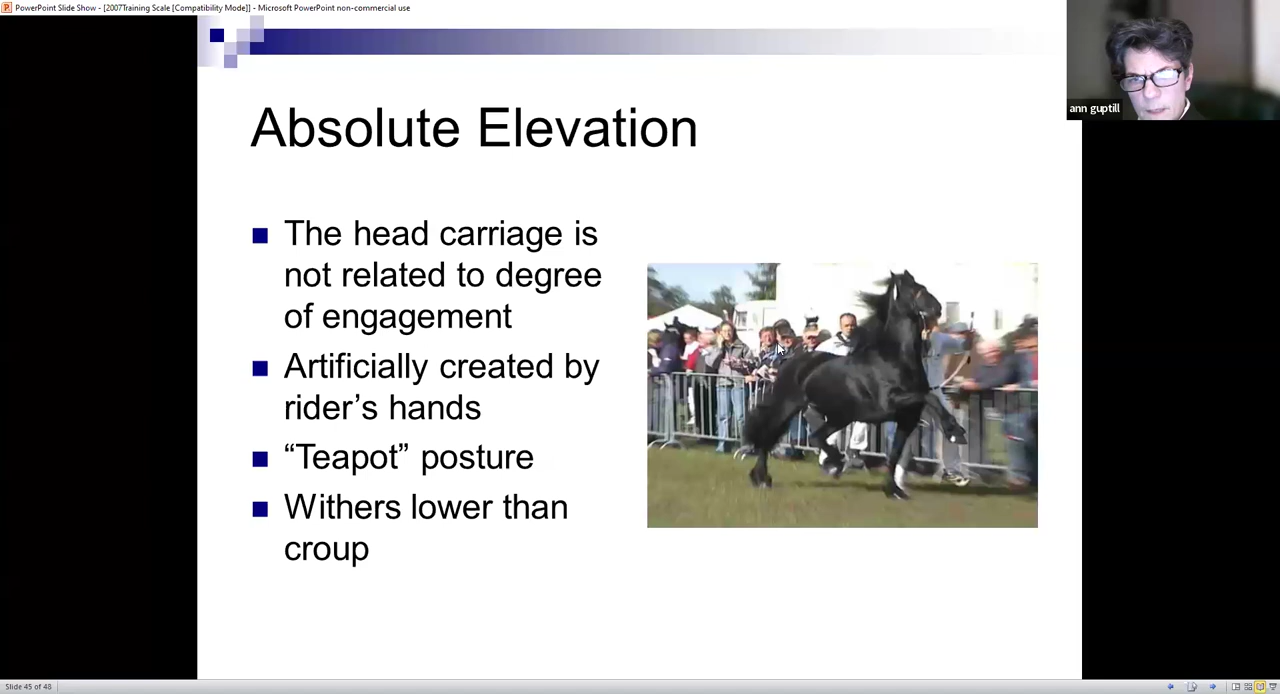 PowerPoint Slide Show - [2007Training Scale [Compatibility Mode]] - Microsoft PowerPoint non-commercial use
ann guptill
Absolute Elevation
The head carriage is
not related to degree
of engagement
Artificially created by
rider’s hands
“Teapot” posture
Withers lower than
croup
Slide 45 of 48